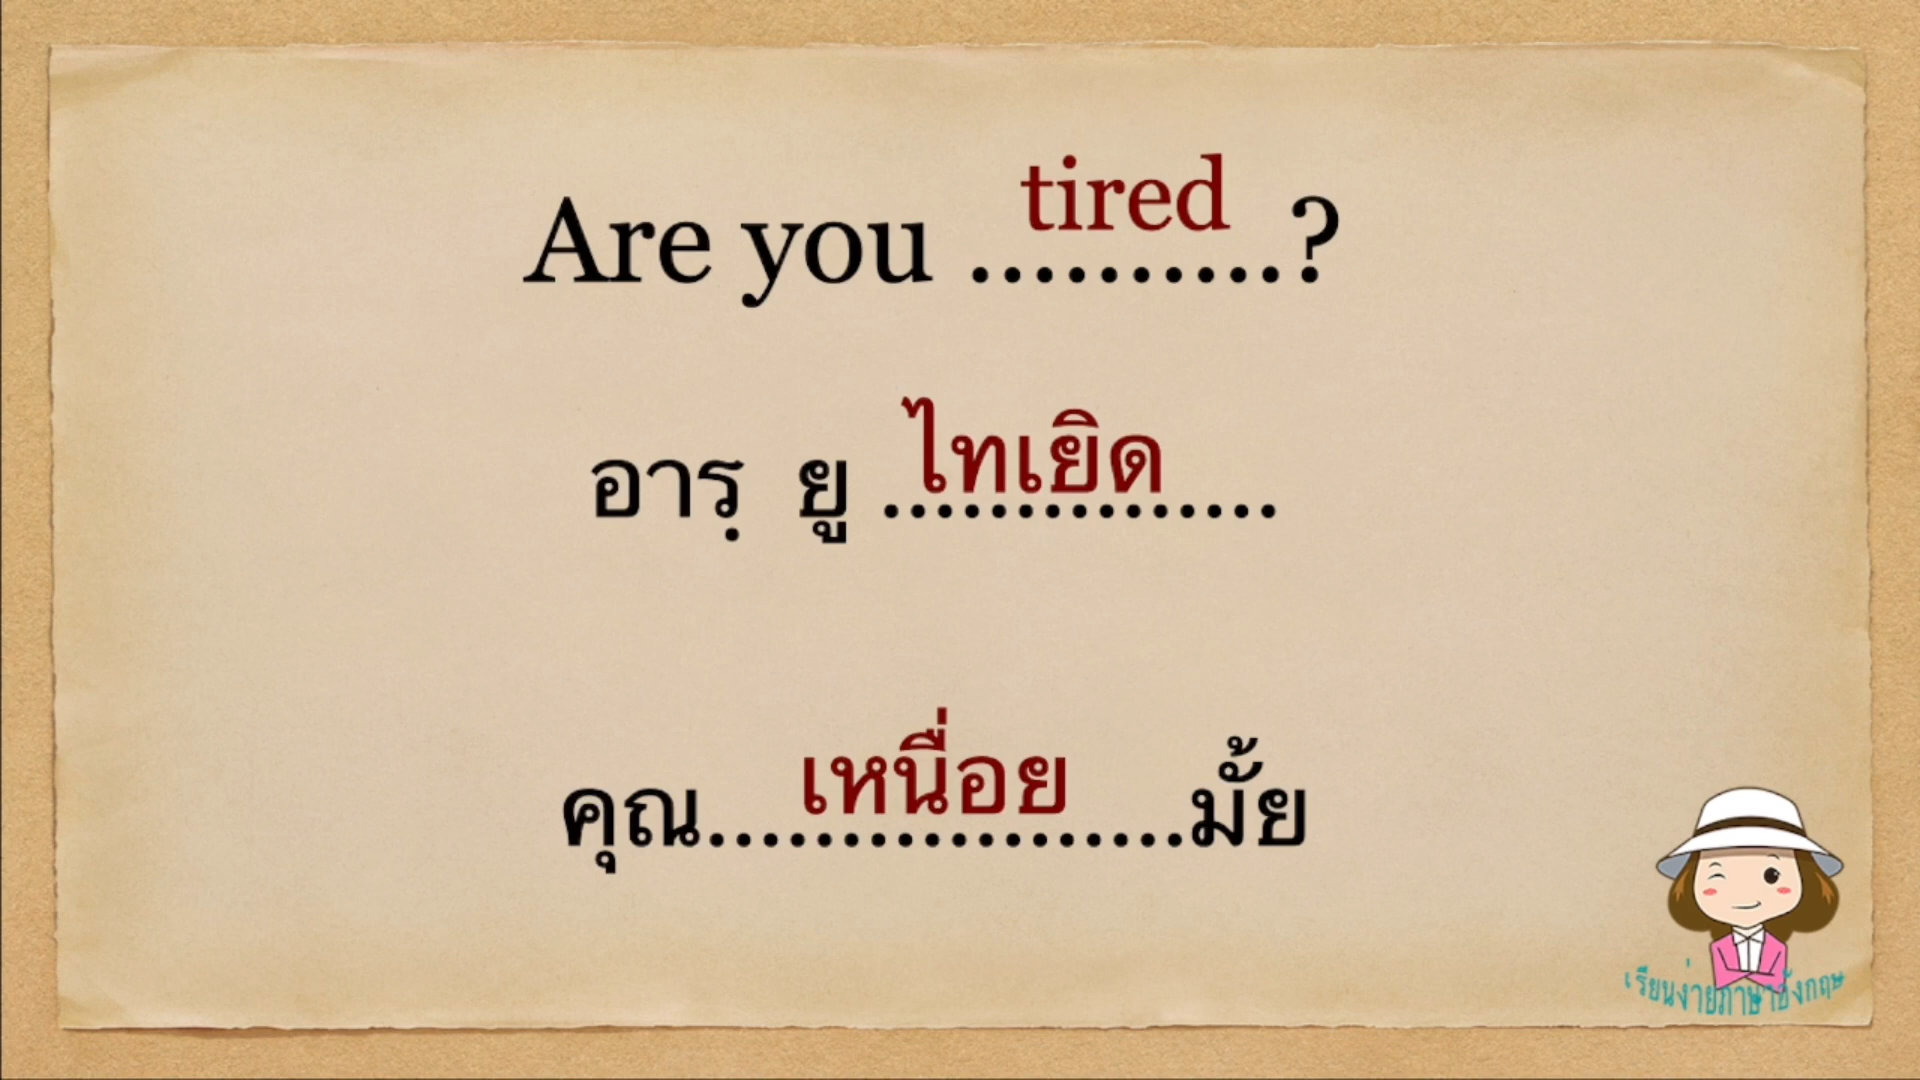 Are you ....tired....?
อารฺ ยู ไทเยิด
คุณ....เหนื่อย....มั้ย
เรียนง่ายภาษาอังกฤษ